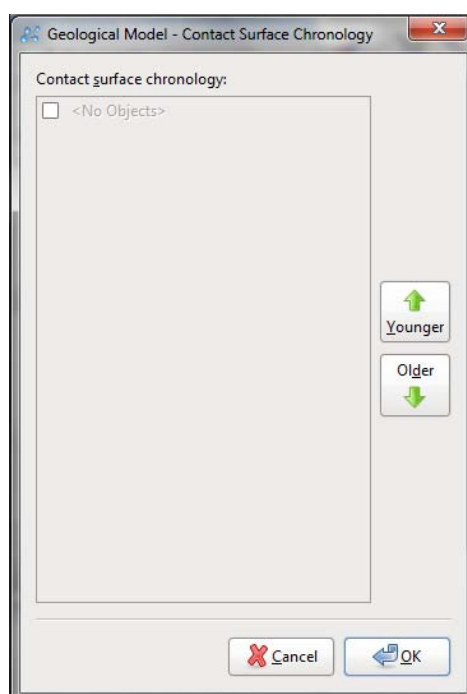 Geological Model - Contact Surface Chronology
Contact surface chronology:
<No Objects>
Younger
Older
Cancel
OK